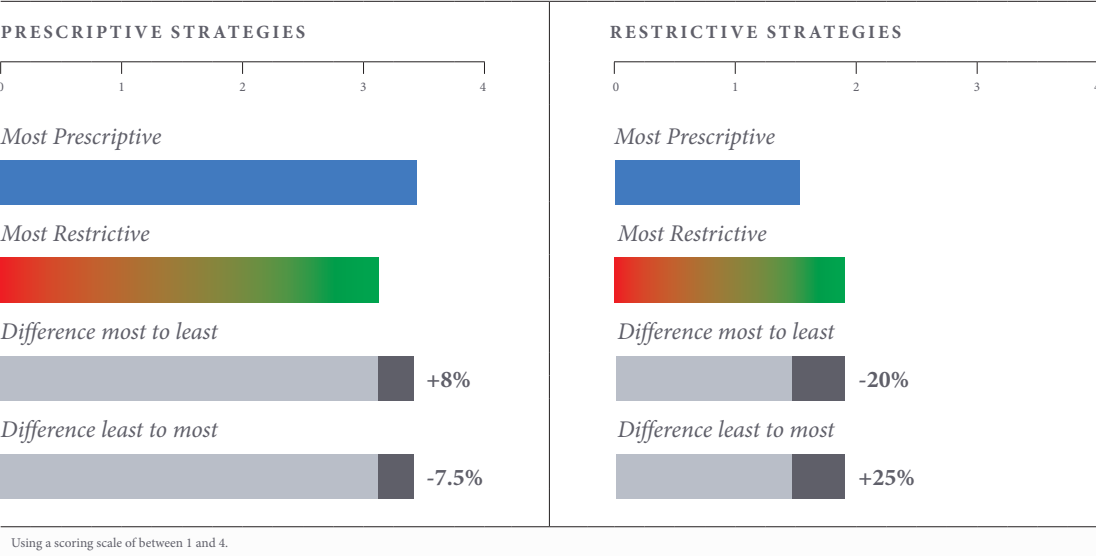 PRESCRIPTIVE STRATEGIES
0 1 2 3 4
Most Prescriptive
Most Restrictive
Difference most to least
+8%
Difference least to most
-7.5%
RESTRICTIVE STRATEGIES
0 1 2 3 4
Most Prescriptive
Most Restrictive
Difference most to least
-20%
Difference least to most
+25%
Using a scoring scale of between 1 and 4.